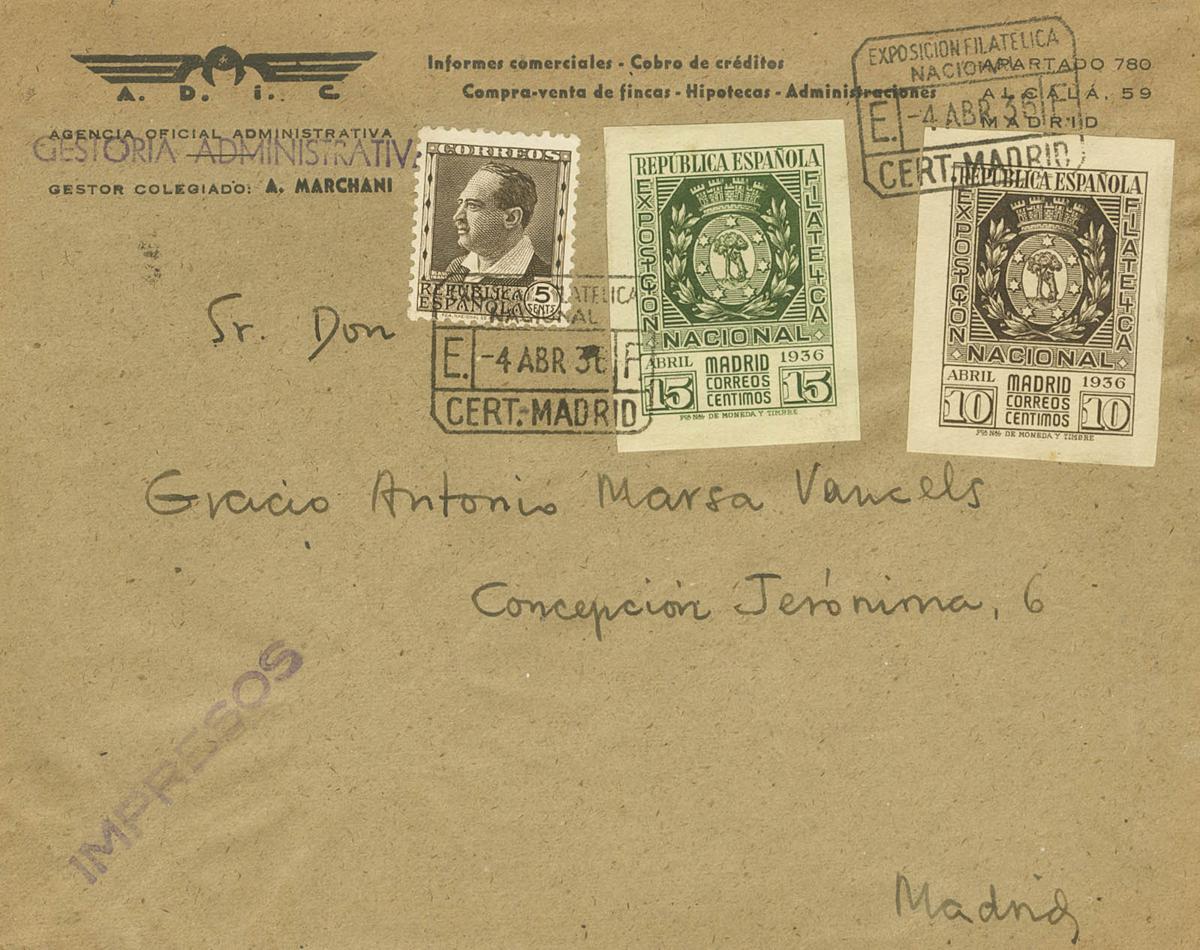 A. D. i. C
AGENCIA OFICIAL ADMINISTRATIVA
GESTORIA ADMINISTRATIV
GESTOR COLEGIADO: A. MARCHANI
Informes comerciales - Cobro de créditos
Compra-venta de fincas - Hipotecas - Administraciones
APARTADO 780
ALCALÁ, 59
MADRID
EXPOSICION FILATELICA
NACIONAL
E. -4 ABR 36 F
CERT. MADRID
CORREOS
REPUBLICA
ESPAÑOLA
5
CENTS
REPUBLICA ESPAÑOLA
EXPOSICION
FILATELICA
NACIONAL
ABRIL MADRID 1936
15 CORREOS 15
CENTIMOS
Fca. Nal. DE MONEDA Y TIMBRE
REPUBLICA ESPAÑOLA
EXPOSICION
FILATELICA
NACIONAL
ABRIL MADRID 1936
10 CORREOS 10
CENTIMOS
Fca. Nal. DE MONEDA Y TIMBRE
FILATELICA
NACIONAL
E. -4 ABR 36 F
CERT.-MADRID
Sr. Don
Gracio Antonio Marsa Vancels
Concepción Jerónima, 6
IMPRESOS
Madrid